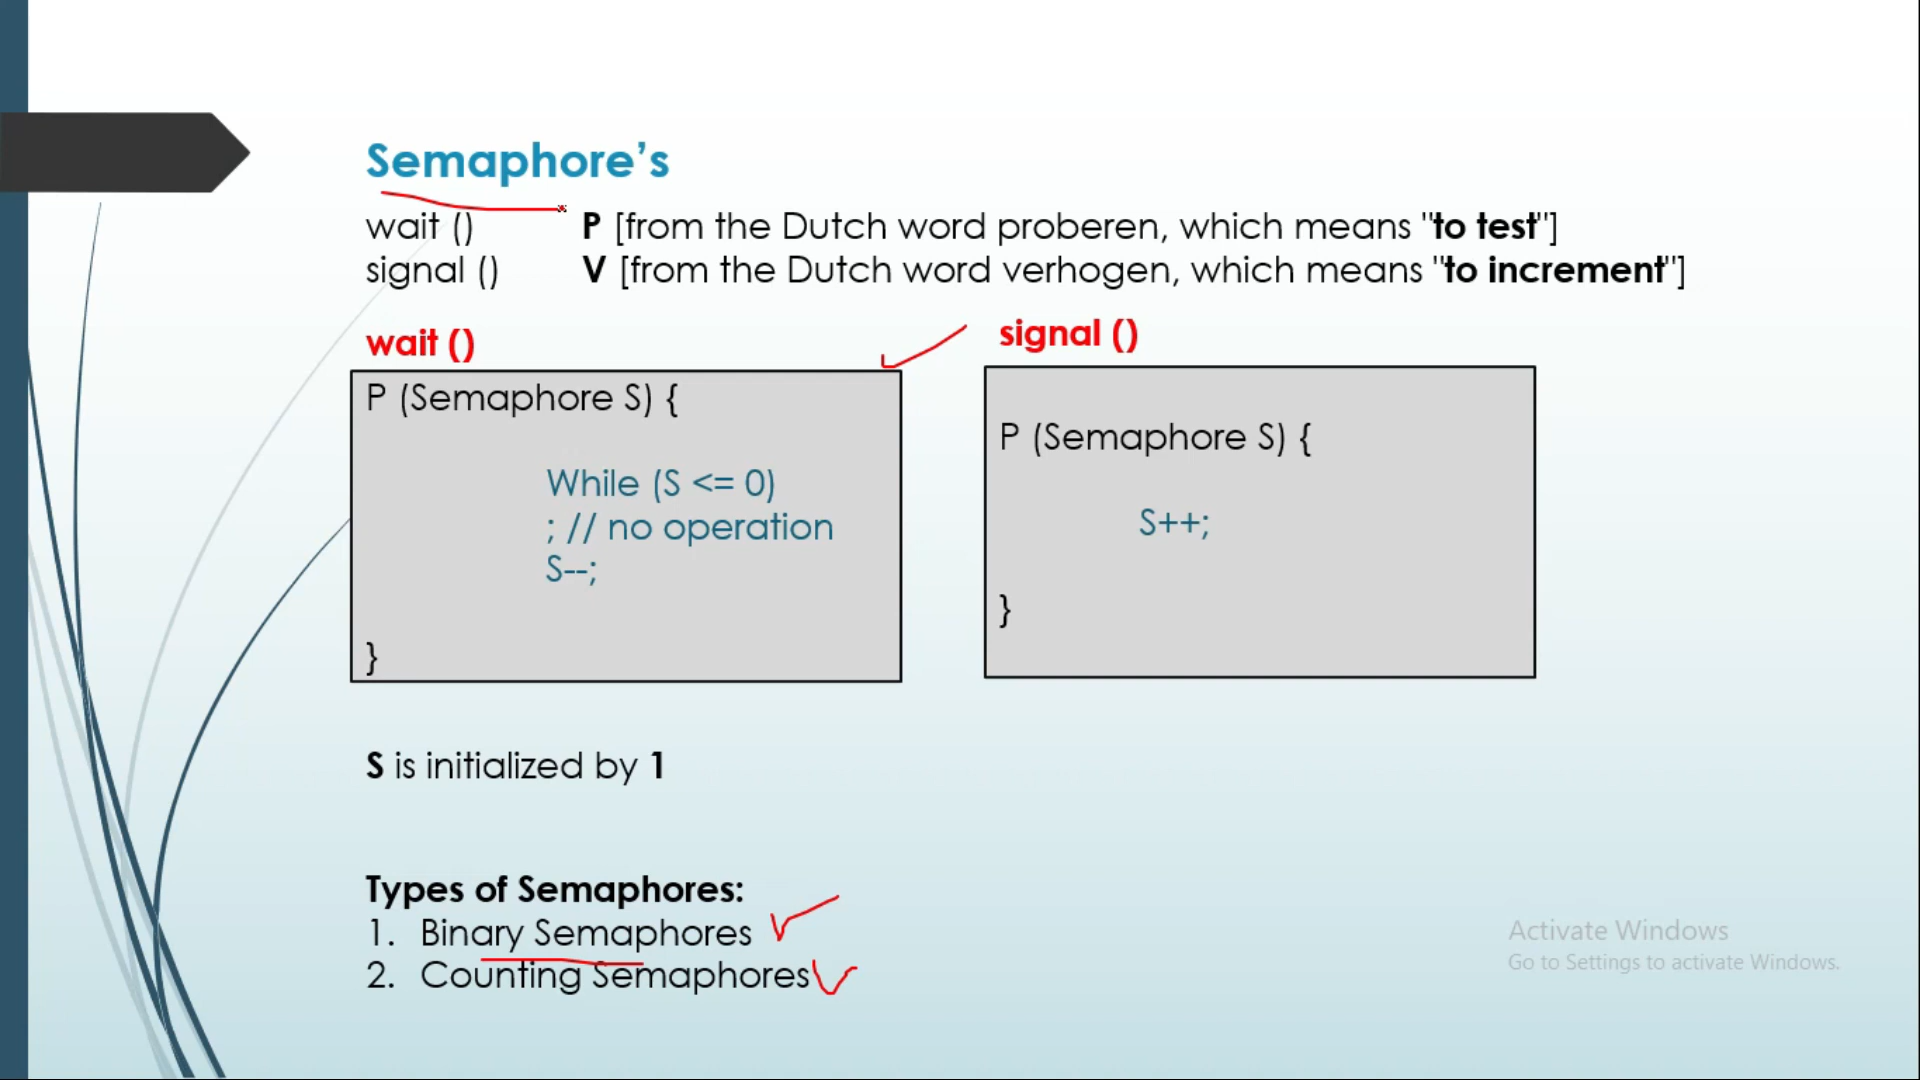 Semaphore's
wait () P [from the Dutch word proberen, which means "to test"]
signal () V [from the Dutch word verhogen, which means "to increment"]
wait ()
P (Semaphore S) {
While (S <= 0)
; // no operation
S--;
}
signal ()
P (Semaphore S) {
S++;
}
S is initialized by 1
Types of Semaphores:
1. Binary Semaphores
2. Counting Semaphores
Activate Windows
Go to Settings to activate Windows.